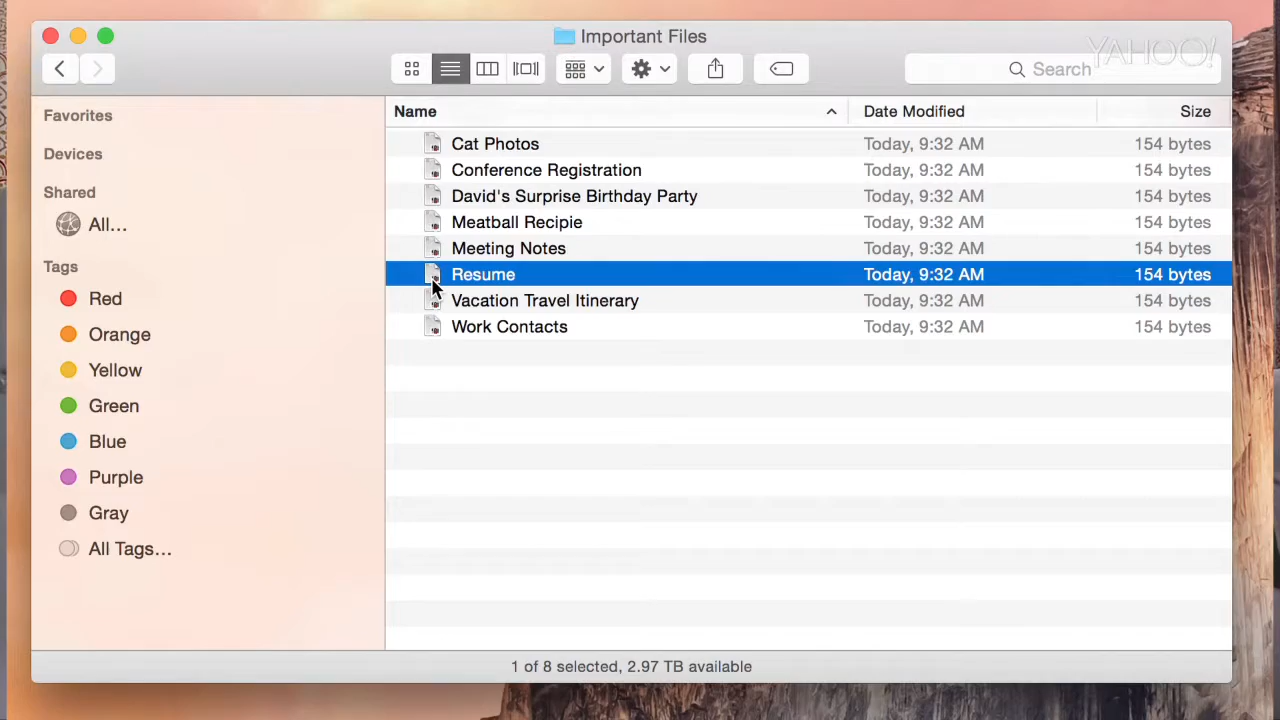 Important Files
YAHOO!
Search
Favorites
Devices
Shared
All...
Tags
Red
Orange
Yellow
Green
Blue
Purple
Gray
All Tags...
Name Date Modified Size
Cat Photos Today, 9:32 AM 154 bytes
Conference Registration Today, 9:32 AM 154 bytes
David's Surprise Birthday Party Today, 9:32 AM 154 bytes
Meatball Recipie Today, 9:32 AM 154 bytes
Meeting Notes Today, 9:32 AM 154 bytes
Resume Today, 9:32 AM 154 bytes
Vacation Travel Itinerary Today, 9:32 AM 154 bytes
Work Contacts Today, 9:32 AM 154 bytes
1 of 8 selected, 2.97 TB available